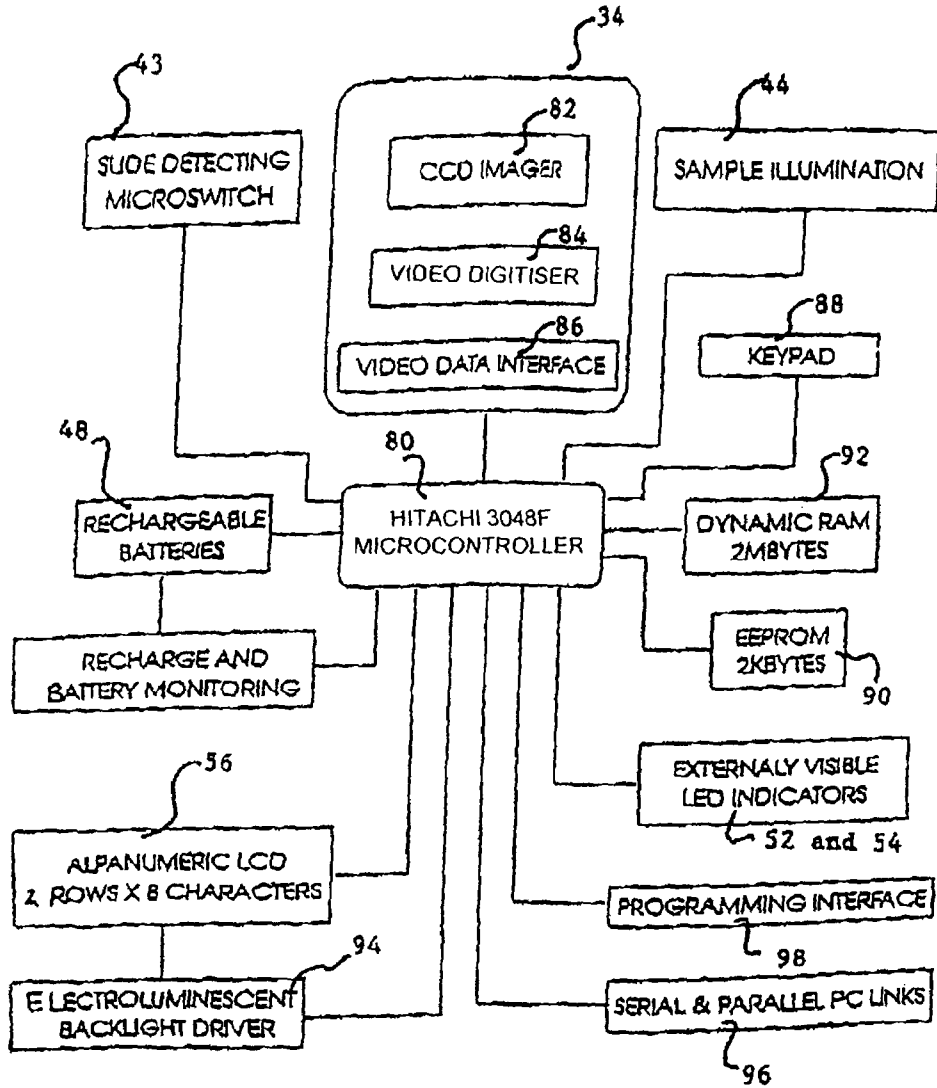 34
43
44
82
SLIDE DETECTING
MICROSWITCH
CCD IMAGER
SAMPLE ILLUMINATION
84
VIDEO DIGITISER
86
88
VIDEO DATA INTERFACE
KEYPAD
48
80
92
RECHARGEABLE
BATTERIES
HITACHI 3048F
MICROCONTROLLER
DYNAMIC RAM
2MBYTES
RECHARGE AND
BATTERY MONITORING
EEPROM
2KBYTES
90
56
EXTERNALY VISIBLE
LED INDICATORS
52 and 54
ALPANUMERIC LCD
2 ROWS X 8 CHARACTERS
PROGRAMMING INTERFACE
98
94
ELECTROLUMINESCENT
BACKLIGHT DRIVER
SERIAL & PARALLEL PC LINKS
96